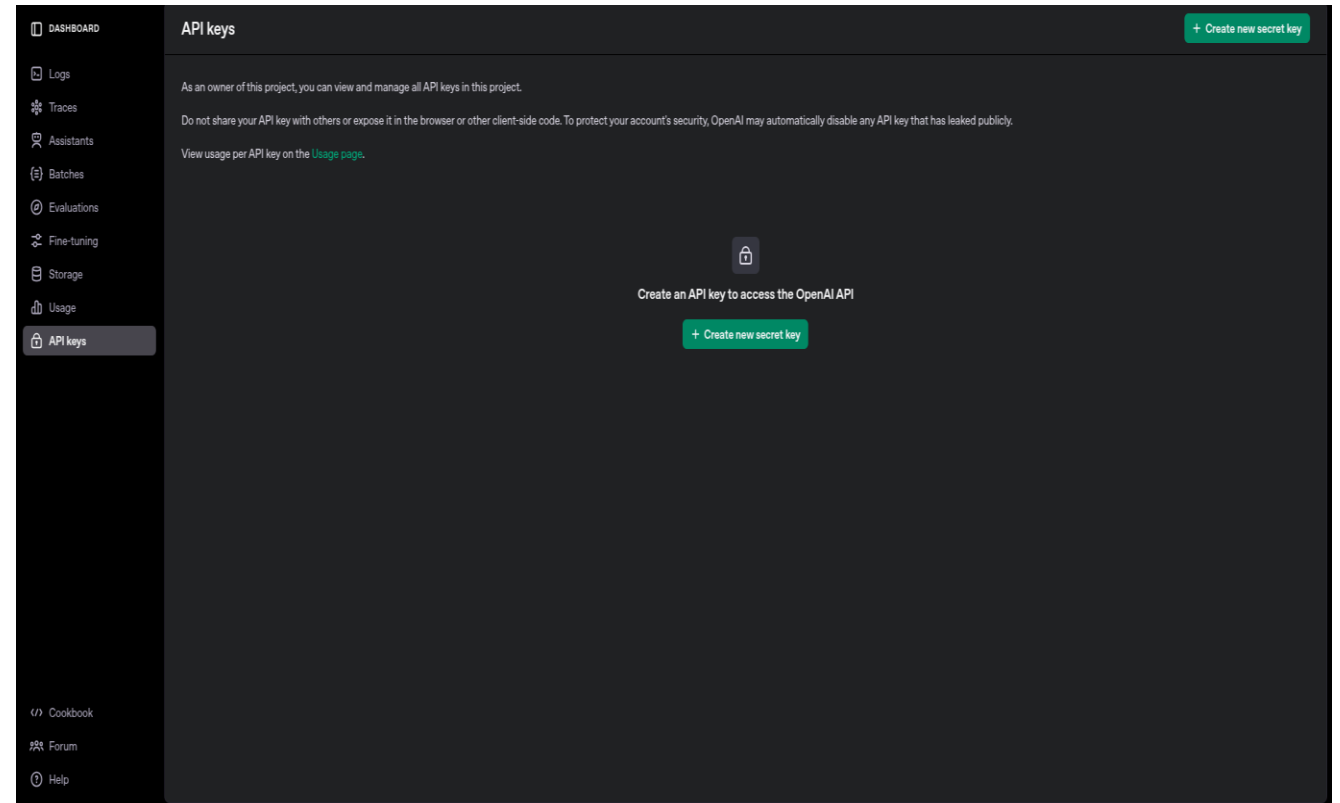 DASHBOARD
API keys
+ Create new secret key
Logs
Traces
Assistants
Batches
Evaluations
Fine-tuning
Storage
Usage
API keys
As an owner of this project, you can view and manage all API keys in this project.
Do not share your API key with others or expose it in the browser or other client-side code. To protect your account's security, OpenAI may automatically disable any API key that has leaked publicly.
View usage per API key on the Usage page.
Create an API key to access the OpenAI API
+ Create new secret key
Cookbook
Forum
Help